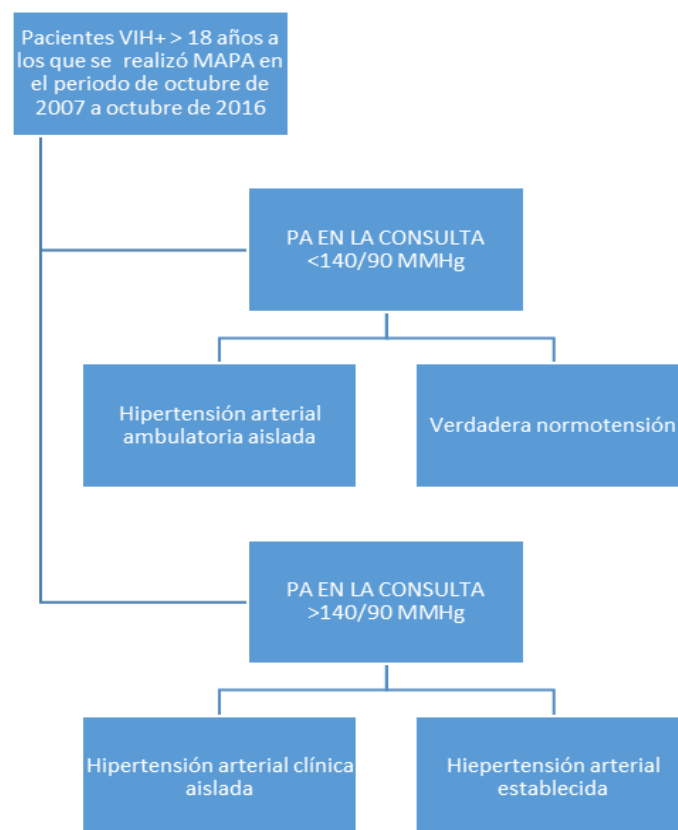 Pacientes VIH+ > 18 años a
los que se realizó MAPA en
el periodo de octubre de
2007 a octubre de 2016
PA EN LA CONSULTA
<140/90 MMHg
Hipertensión arterial
ambulatoria aislada
Verdadera normotensión
PA EN LA CONSULTA
>140/90 MMHg
Hipertensión arterial clínica
aislada
Hiepertensión arterial
establecida